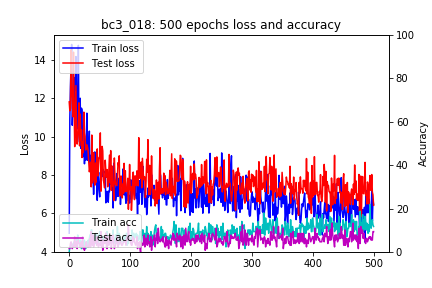 bc3_018: 500 epochs loss and accuracy
Train loss
Test loss
Train acc
Test acc
Loss
Accuracy
14
12
10
8
6
4
100
80
60
40
20
0
0
100
200
300
400
500